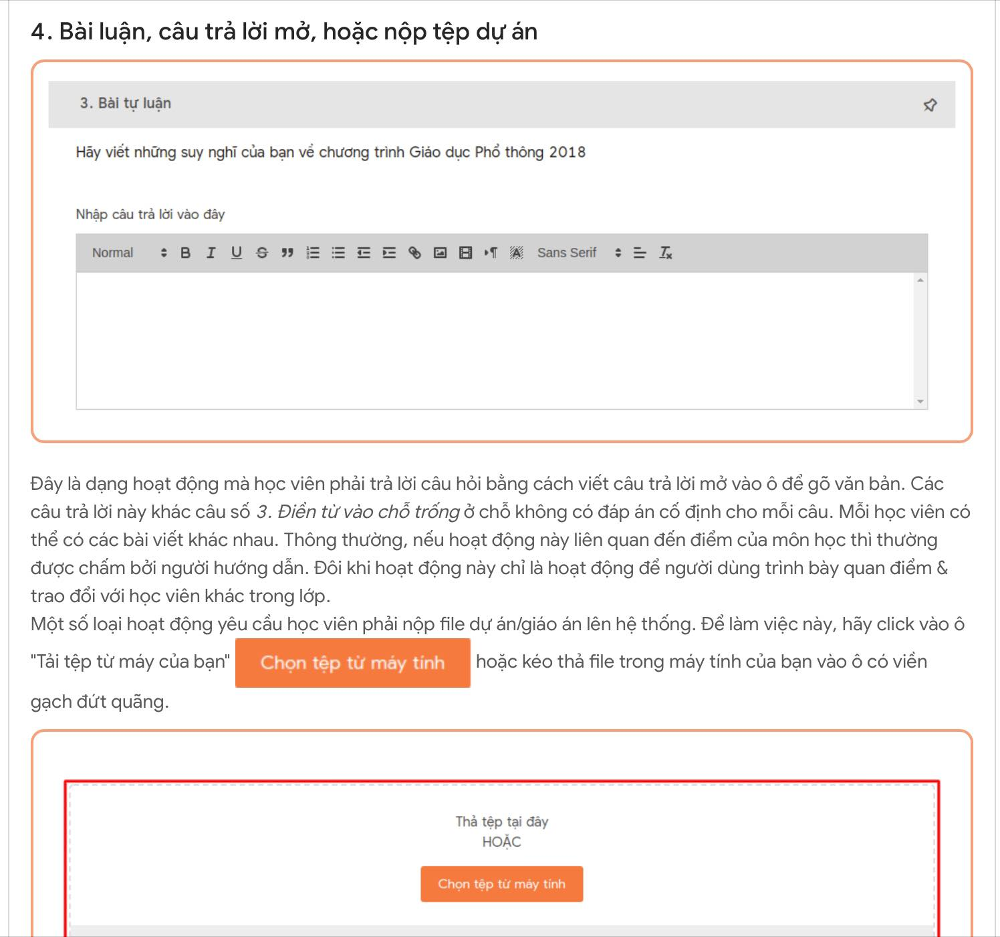 4. Bài luận, câu trả lời mở, hoặc nộp tệp dự án
3. Bài tự luận
Hãy viết những suy nghĩ của bạn về chương trình Giáo dục Phổ thông 2018
Nhập câu trả lời vào đây
Normal Sans Serif
Đây là dạng hoạt động mà học viên phải trả lời câu hỏi bằng cách viết câu trả lời mở vào ô để gõ văn bản. Các
câu trả lời này khác câu số 3. Điền từ vào chỗ trống ở chỗ không có đáp án cố định cho mỗi câu. Mỗi học viên có
thể có các bài viết khác nhau. Thông thường, nếu hoạt động này liên quan đến điểm của môn học thì thường
được chấm bởi người hướng dẫn. Đôi khi hoạt động này chỉ là hoạt động để người dùng trình bày quan điểm &
trao đổi với học viên khác trong lớp.
Một số loại hoạt động yêu cầu học viên phải nộp file dự án/giáo án lên hệ thống. Để làm việc này, hãy click vào ô
"Tải tệp từ máy của bạn" Chọn tệp từ máy tính hoặc kéo thả file trong máy tính của bạn vào ô có viền
gạch đứt quãng.
Thả tệp tại đây
HOẶC
Chọn tệp từ máy tính